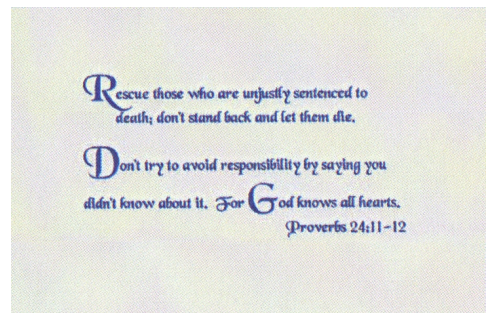 Rescue those who are unjustly sentenced to
death; don't stand back and let them die.
Don't try to avoid responsibility by saying you
didn't know about it. For God knows all hearts.
Proverbs 24:11-12